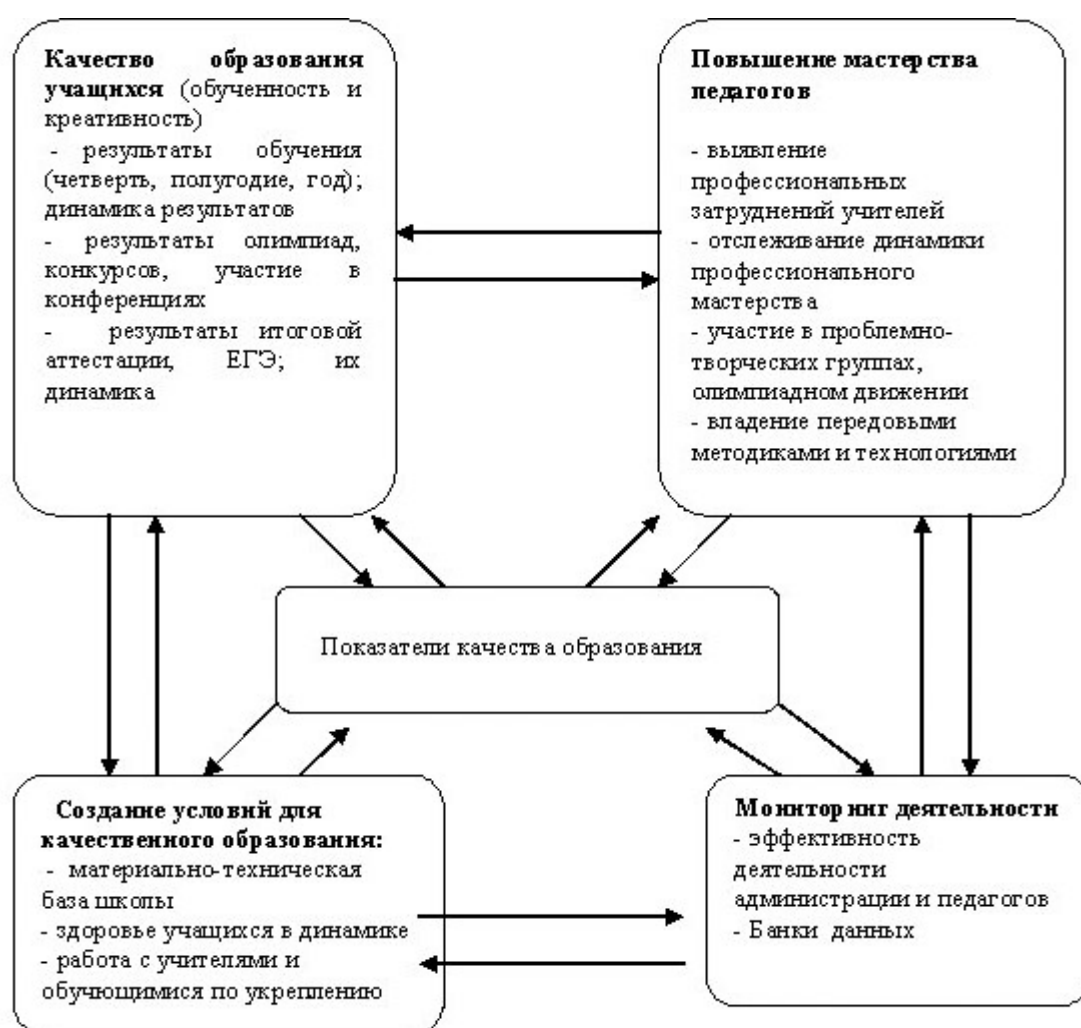 Качество образования
учащихся (обученность и
креативность)
- результаты обучения
(четверть, полугодие, год);
динамика результатов
- результаты олимпиад,
конкурсов, участие в
конференциях
- результаты итоговой
аттестации, ЕГЭ; их
динамика
Повышение мастерства
педагогов
- выявление
профессиональных
затруднений учителей
- отслеживание динамики
профессионального
мастерства
- участие в проблемно-
творческих группах,
олимпиадном движении
- владение передовыми
методиками и технологиями
Показатели качества образования
Создание условий для
качественного образования:
- материально-техническая
база школы
- здоровье учащихся в динамике
- работа с учителями и
обучющимися по укреплению
Мониторинг деятельности
- эффективность
деятельности
администрации и педагогов
- Банки данных